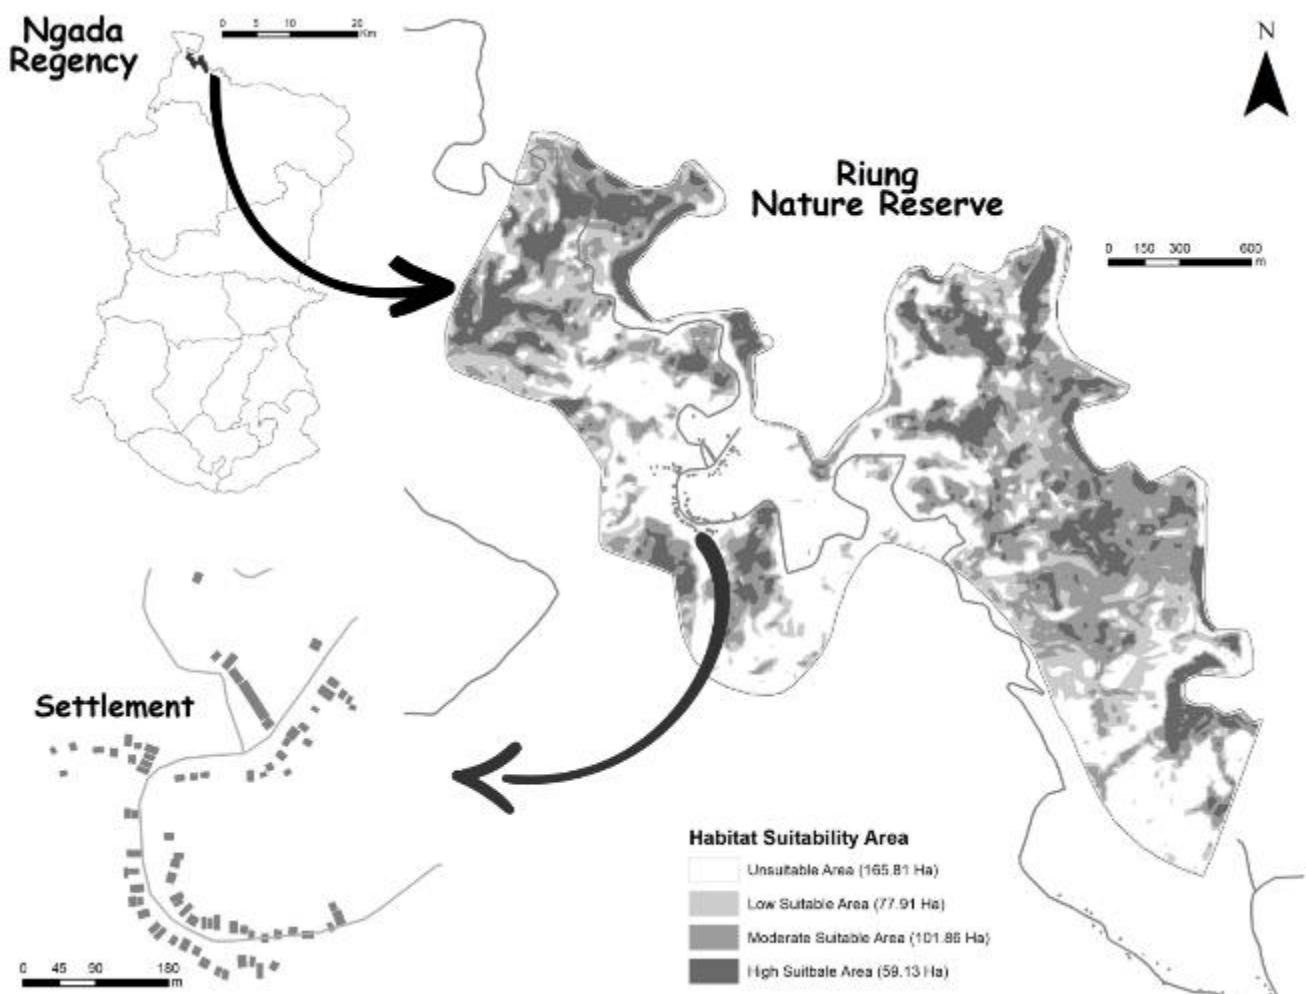 Ngada
Regency
0 5 10 20
Km
N
Riung
Nature Reserve
0 150 300 600
m
Settlement
0 45 90 180
m
Habitat Suitability Area
Unsuitable Area (165.81 Ha)
Low Suitable Area (77.91 Ha)
Moderate Suitable Area (101.86 Ha)
High Suitbale Area (59.13 Ha)